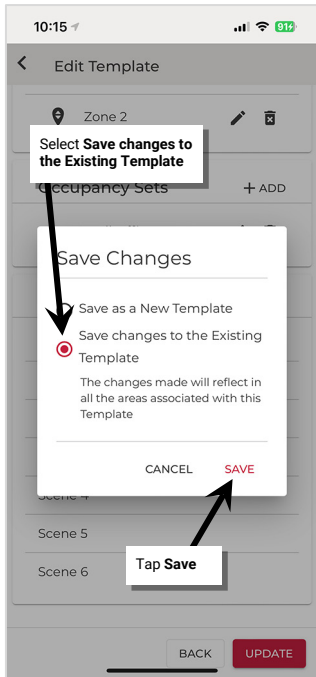 10:15
91
Edit Template
Zone 2
Select Save changes to
the Existing Template
Occupancy Sets
+ ADD
Save Changes
Save as a New Template
Save changes to the Existing
Template
The changes made will reflect in
all the areas associated with this
Template
CANCEL SAVE
Scene 4
Scene 5
Tap Save
Scene 6
BACK UPDATE